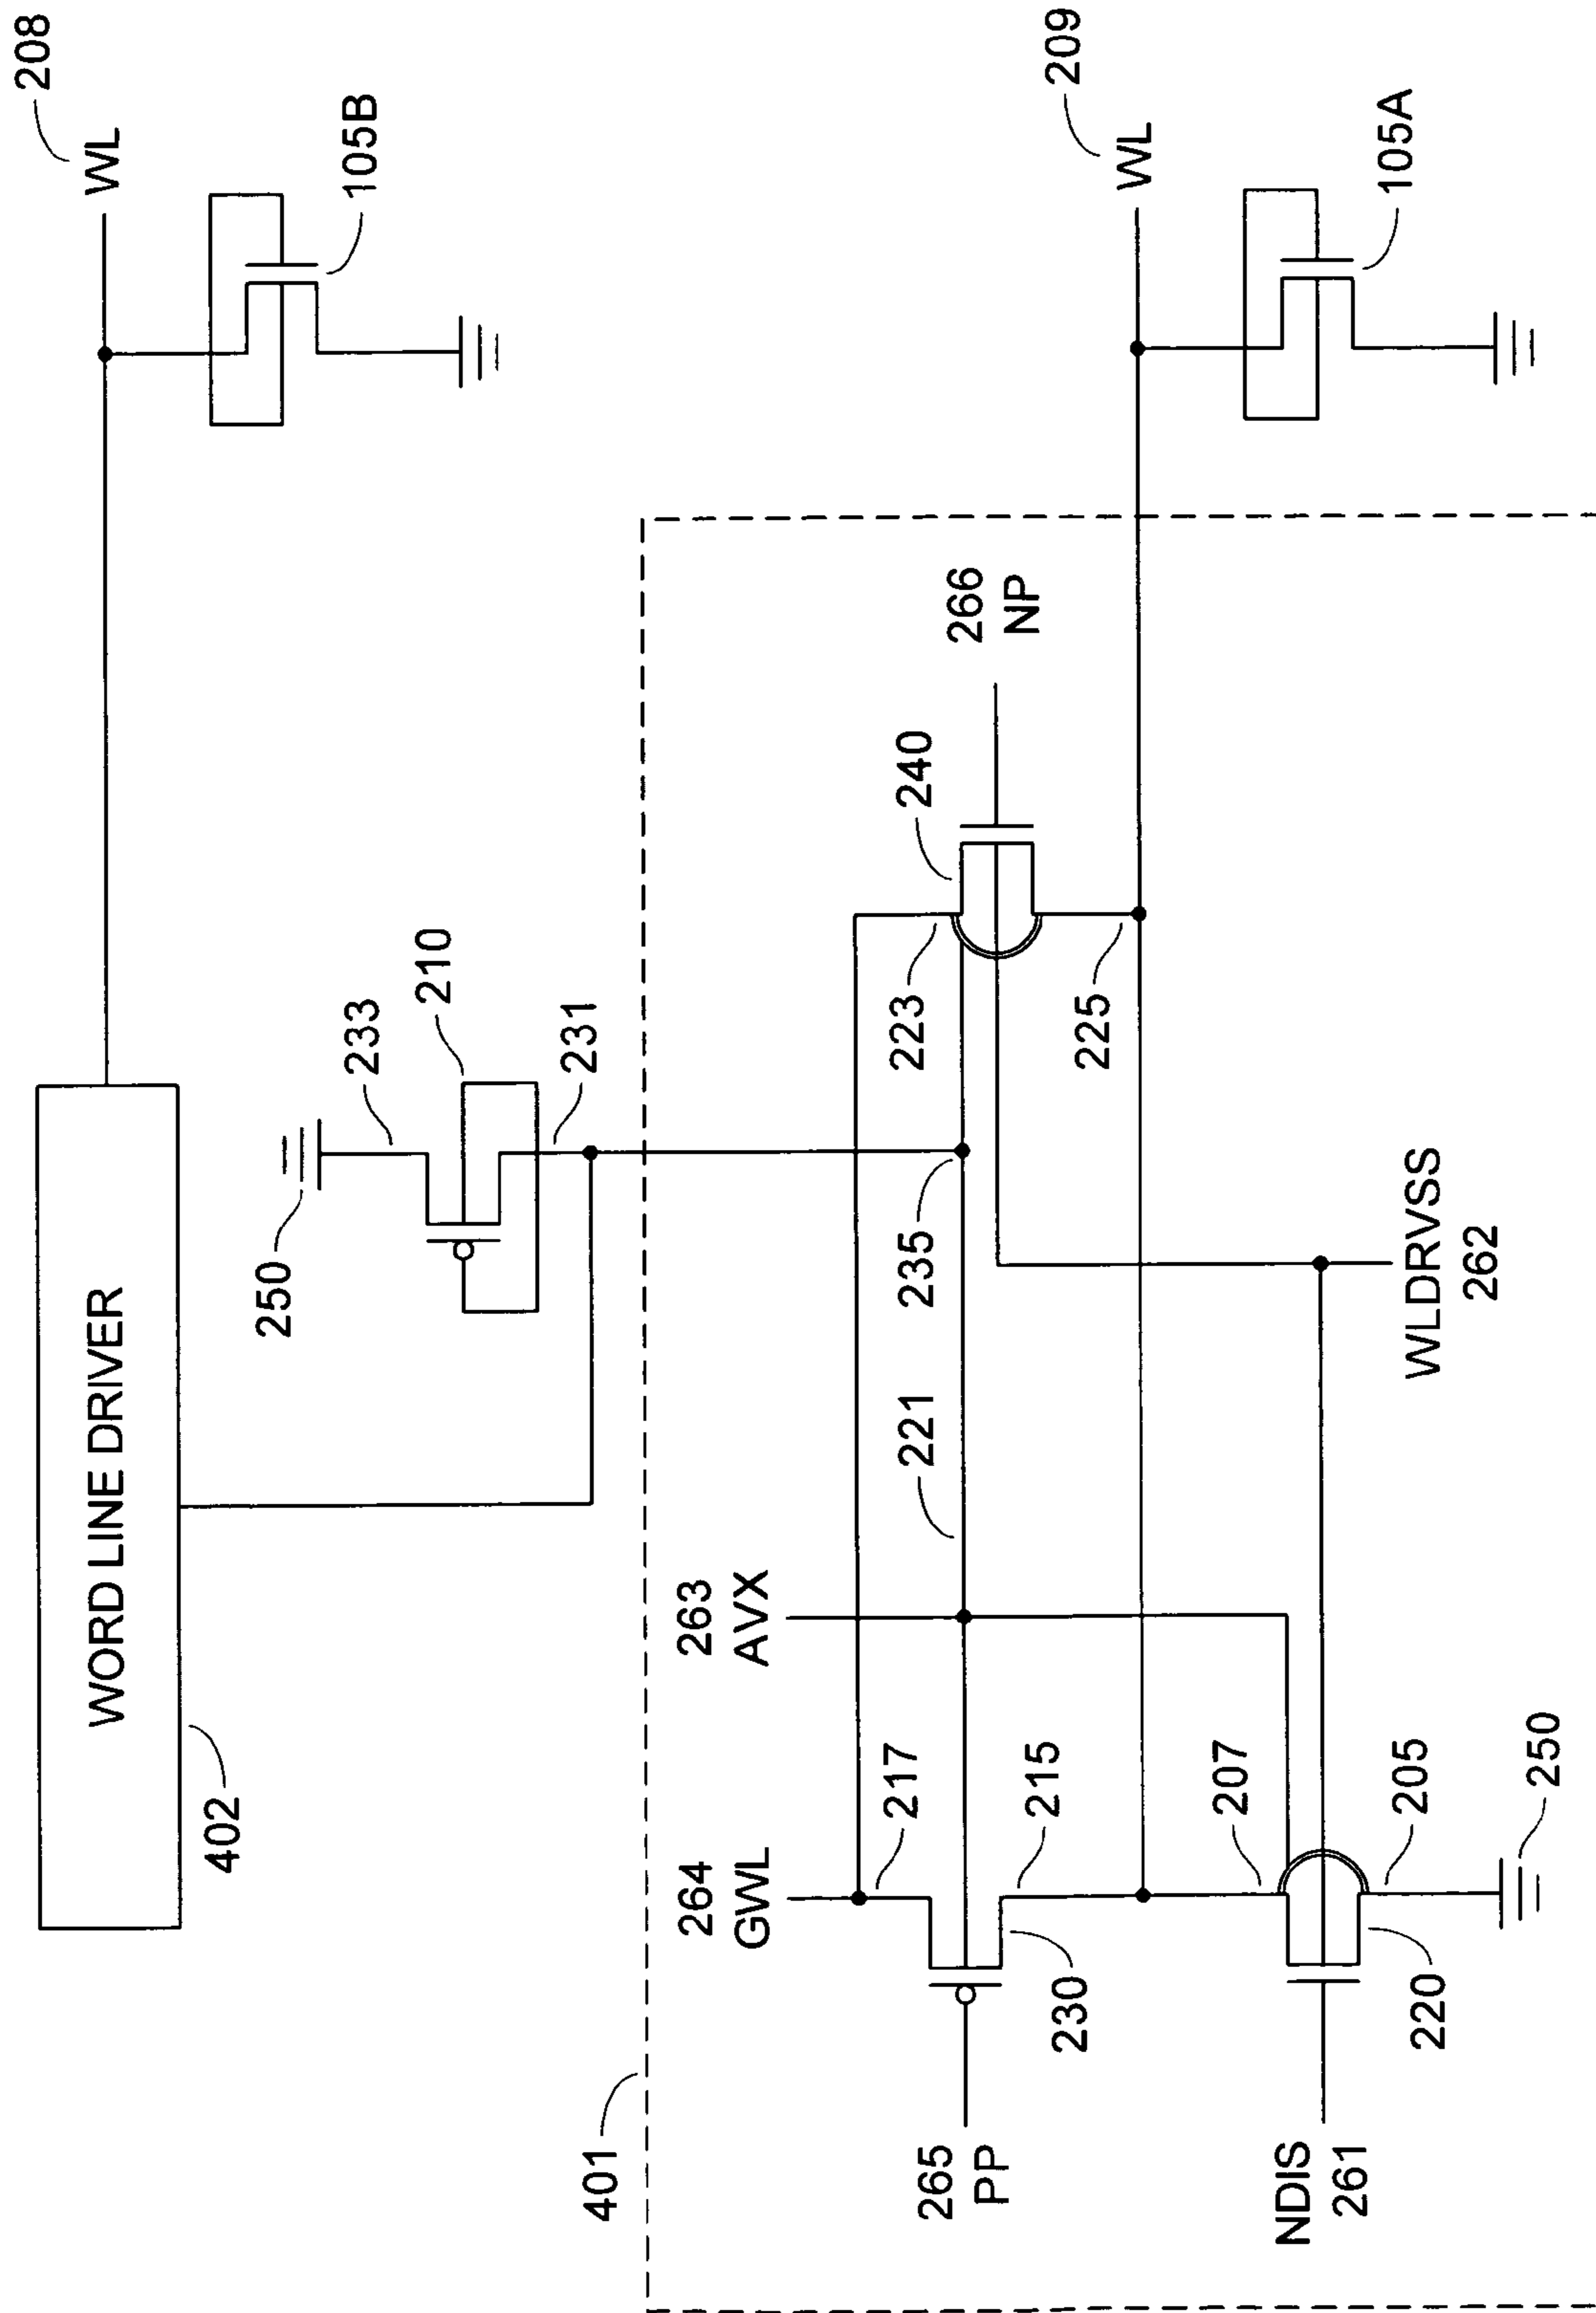 208
WL
105B
WORD LINE DRIVER
402
233
210
250
231
209
WL
105A
401
266
NP
240
223
225
263
AVX
221
235
264
GWL
217
215
230
265
PP
WLDRVSS
262
207
205
250
220
NDIS
261